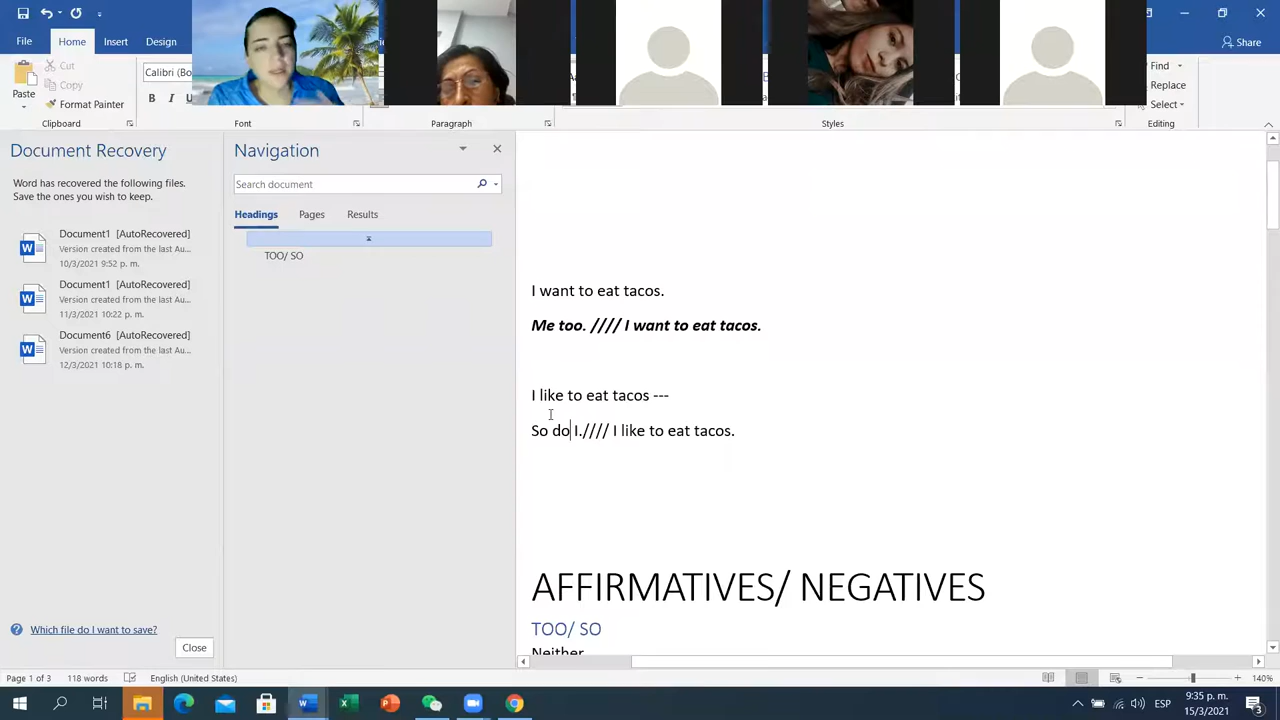 File Home Insert Design
Share
Cut
Calibri (Bo
Find
Copy
Replace
Paste
Format Painter
B I U
Select
Clipboard Font Paragraph Styles Editing
Document Recovery
Navigation
Word has recovered the following files.
Save the ones you wish to keep.
Search document
Headings Pages Results
Document1 [AutoRecovered]
Version created from the last Au...
10/3/2021 9:52 p. m.
TOO/ SO
Document1 [AutoRecovered]
Version created from the last Au...
11/3/2021 10:22 p. m.
Document6 [AutoRecovered]
Version created from the last Au...
12/3/2021 10:18 p. m.
I want to eat tacos.
Me too. //// I want to eat tacos.
I like to eat tacos ---
So do I.//// I like to eat tacos.
AFFIRMATIVES/ NEGATIVES
TOO/ SO
Neither
Which file do I want to save?
Close
Page 1 of 3 118 words English (United States) 140%
ESP
9:35 p. m.
15/3/2021
3